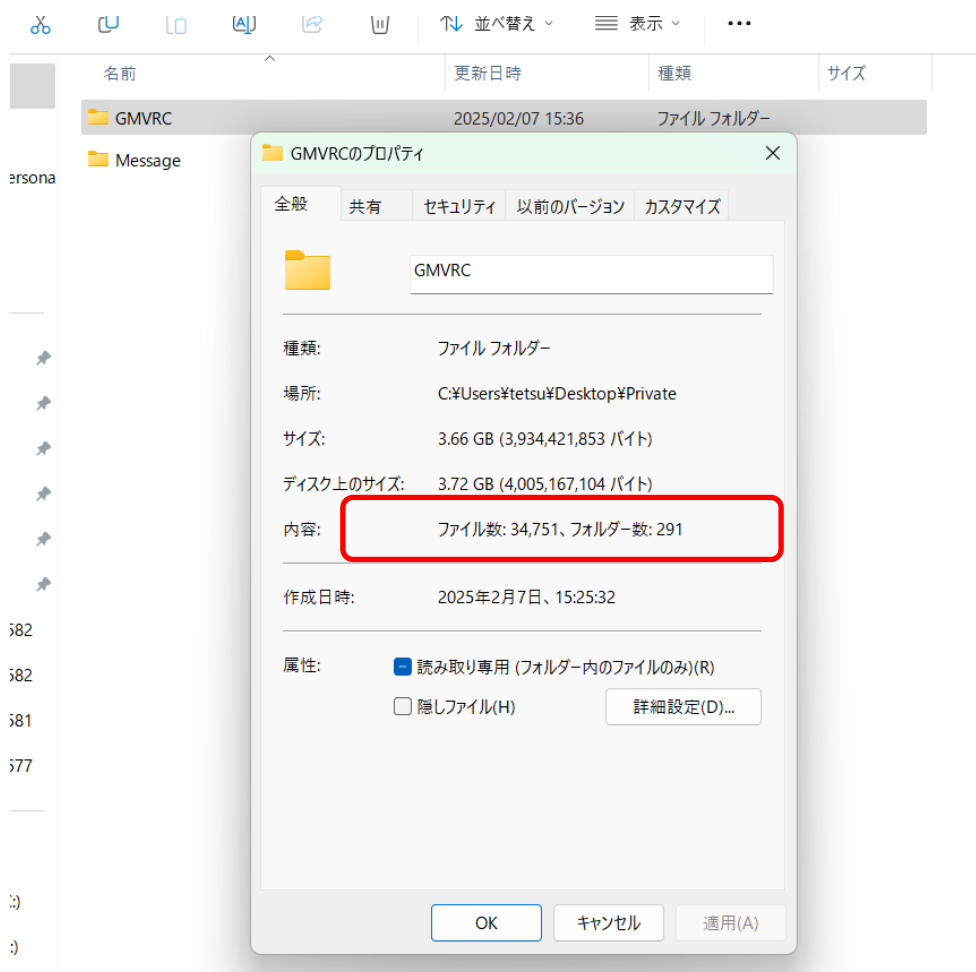 並べ替え 表示
名前 更新日時 種類 サイズ
GMVRC 2025/02/07 15:36 ファイル フォルダー
Message
ersona
GMVRCのプロパティ
全般 共有 セキュリティ 以前のバージョン カスタマイズ
GMVRC
種類: ファイル フォルダー
場所: C:¥Users¥tetsu¥Desktop¥Private
サイズ: 3.66 GB (3,934,421,853 バイト)
ディスク上のサイズ: 3.72 GB (4,005,167,104 バイト)
内容: ファイル数: 34,751、フォルダー数: 291
作成日時: 2025年2月7日、15:25:32
属性: 読み取り専用 (フォルダー内のファイルのみ)(R)
隠しファイル(H) 詳細設定(D)...
582
582
581
577
:)
:)
OK キャンセル 適用(A)